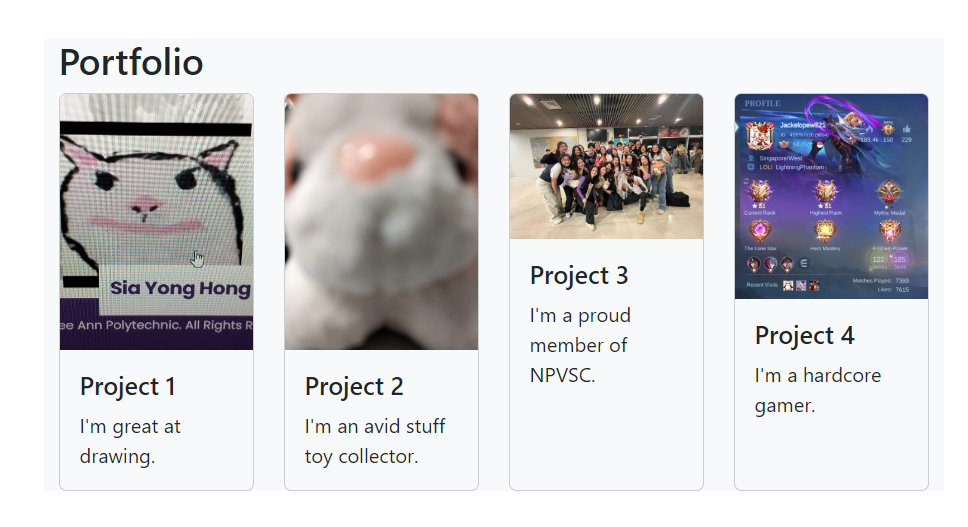 Portfolio
Sia Yong Hong
ee Ann Polytechnic. All Rights R
Project 1
I'm great at
drawing.
Project 2
I'm an avid stuff
toy collector.
Project 3
I'm a proud
member of
NPVSC.
PROFILE
Jackelopew821
Singapore/West
LOLI LightningPhantom
Current Rank
Highest Rank
Mythic Medal
The Lone Star
Hero Mastery
Emblem Power
122
185
Recent Visits
Matches Played: 7369
Likes: 7615
Project 4
I'm a hardcore
gamer.